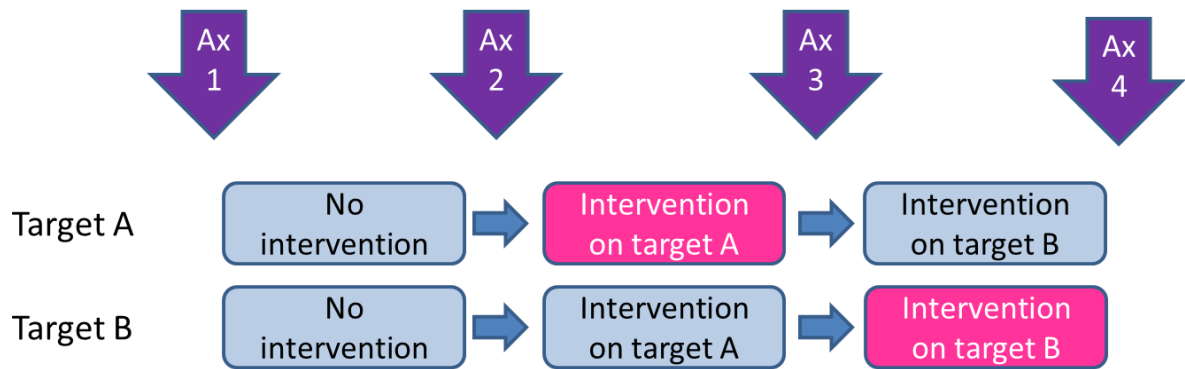 Ax
1
Ax
2
Ax
3
Ax
4
Target A
No
intervention
Intervention
on target A
Intervention
on target B
Target B
No
intervention
Intervention
on target A
Intervention
on target B